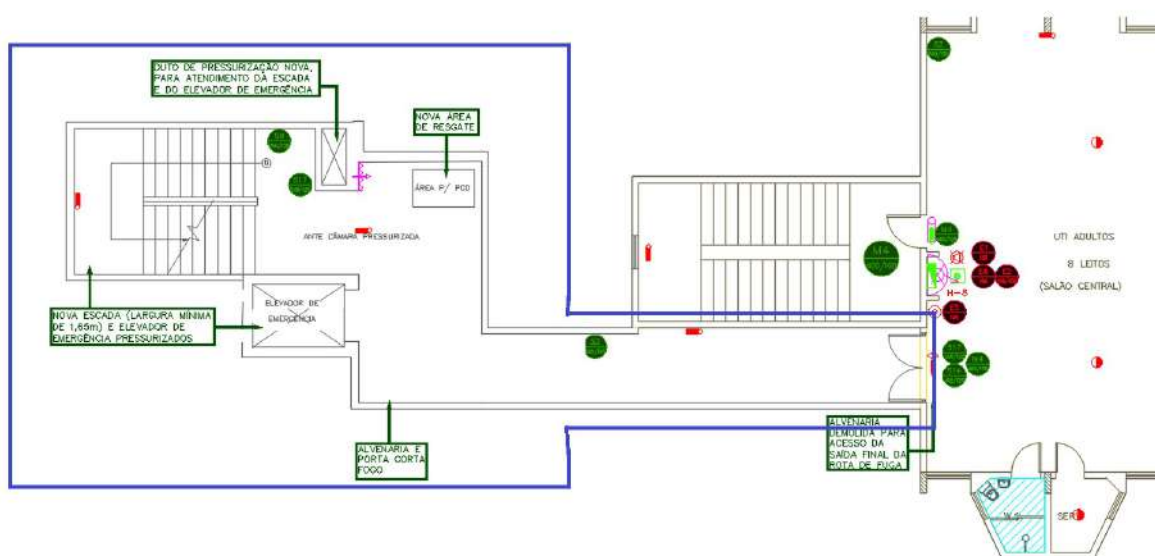 DUTO DE PRESSURIZAÇÃO NOVA,
PARA ATENDIMENTO DA ESCADA
E DO ELEVADOR DE EMERGÊNCIA
NOVA ÁREA
DE RESGATE
ÁREA P/ PCD
ANTE CÂMARA PRESSURIZADA
ELEVADOR DE
EMERGÊNCIA
NOVA ESCADA (LARGURA MÍNIMA
DE 1,65m) E ELEVADOR DE
EMERGÊNCIA PRESSURIZADOS
ALVENARIA E
PORTA CORTA
FOGO
M4
H-5
UTI ADULTOS
8 LEITOS
(SALÃO CENTRAL)
ALVENARIA
DEMOLIDA PARA
ACESSO DA
SAÍDA FINAL DA
ROTA DE FUGA